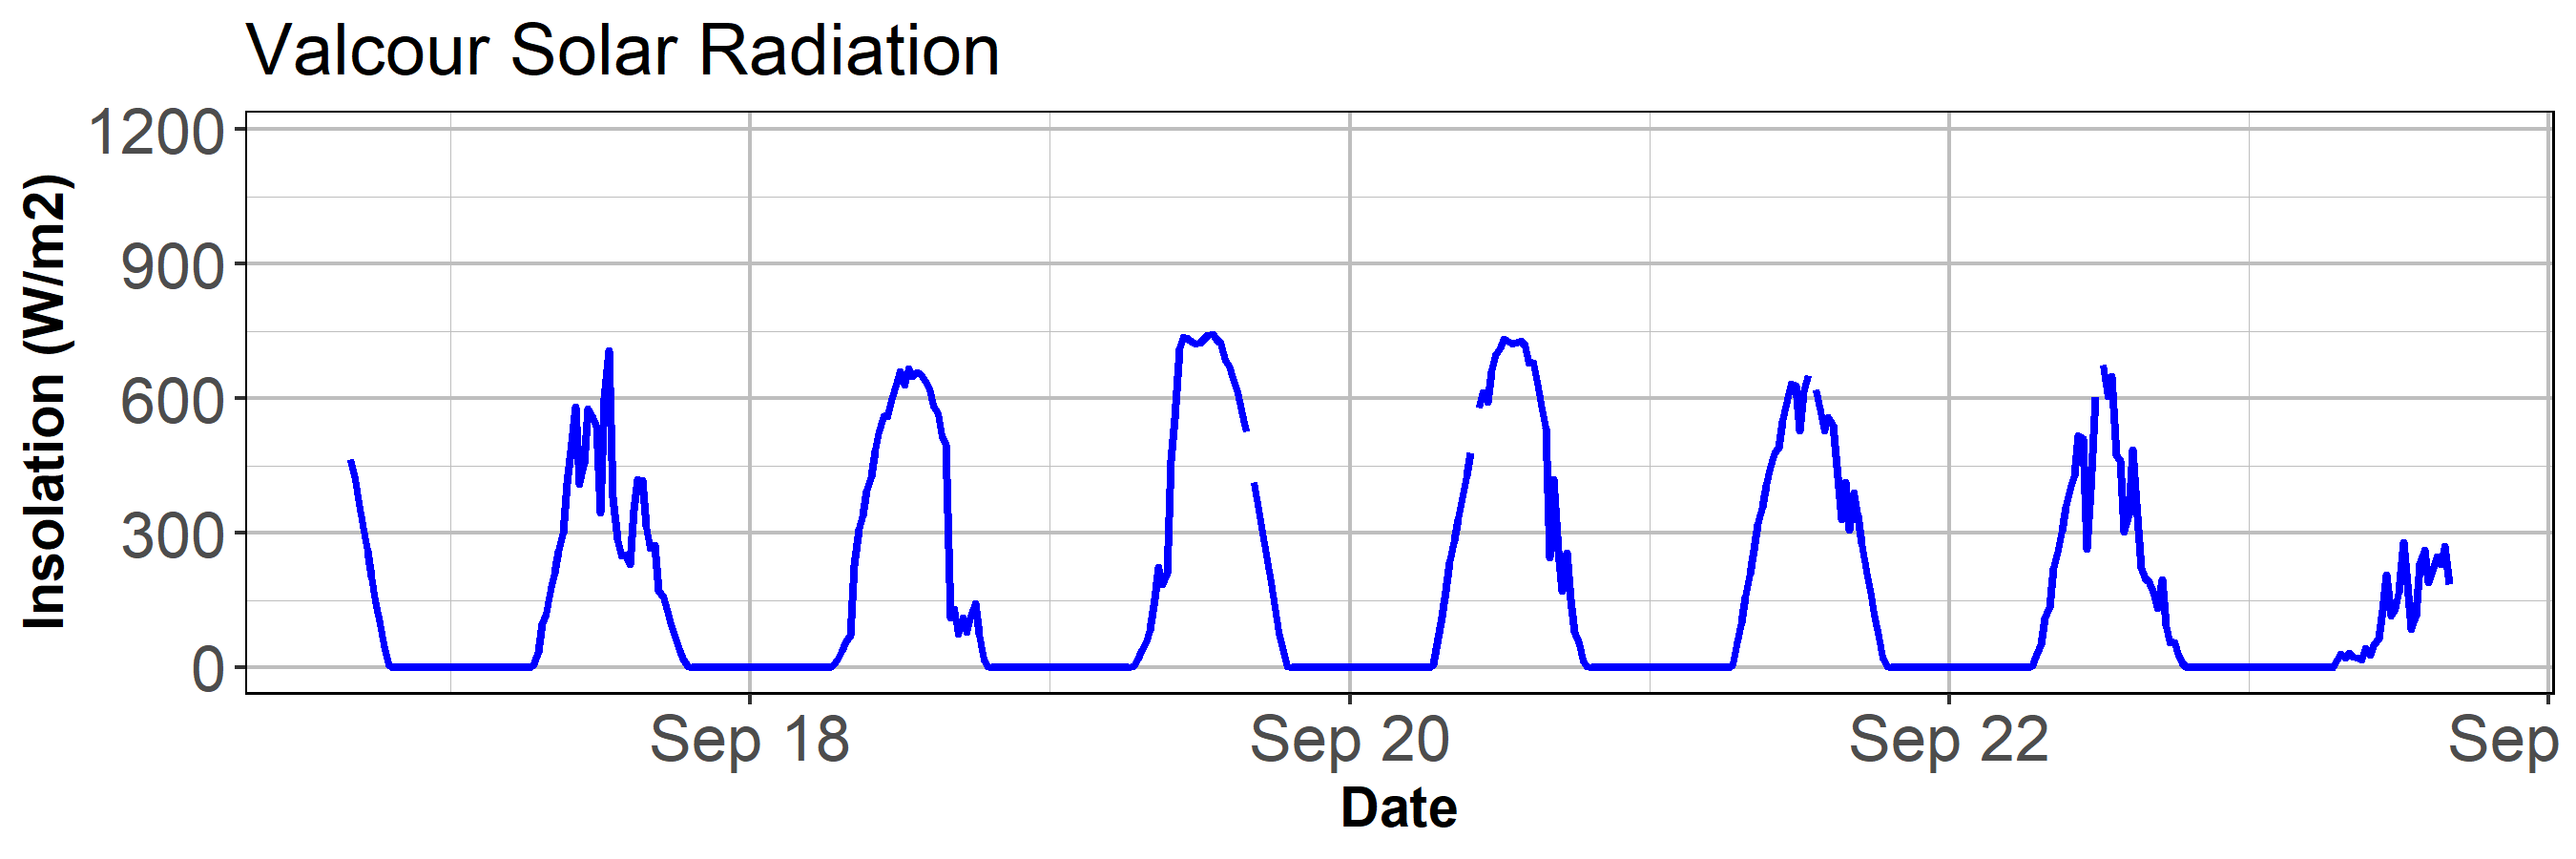 Valcour Solar Radiation
Insolation (W/m2)
1200
900
600
300
0
Sep 18
Sep 20
Sep 22
Sep
Date